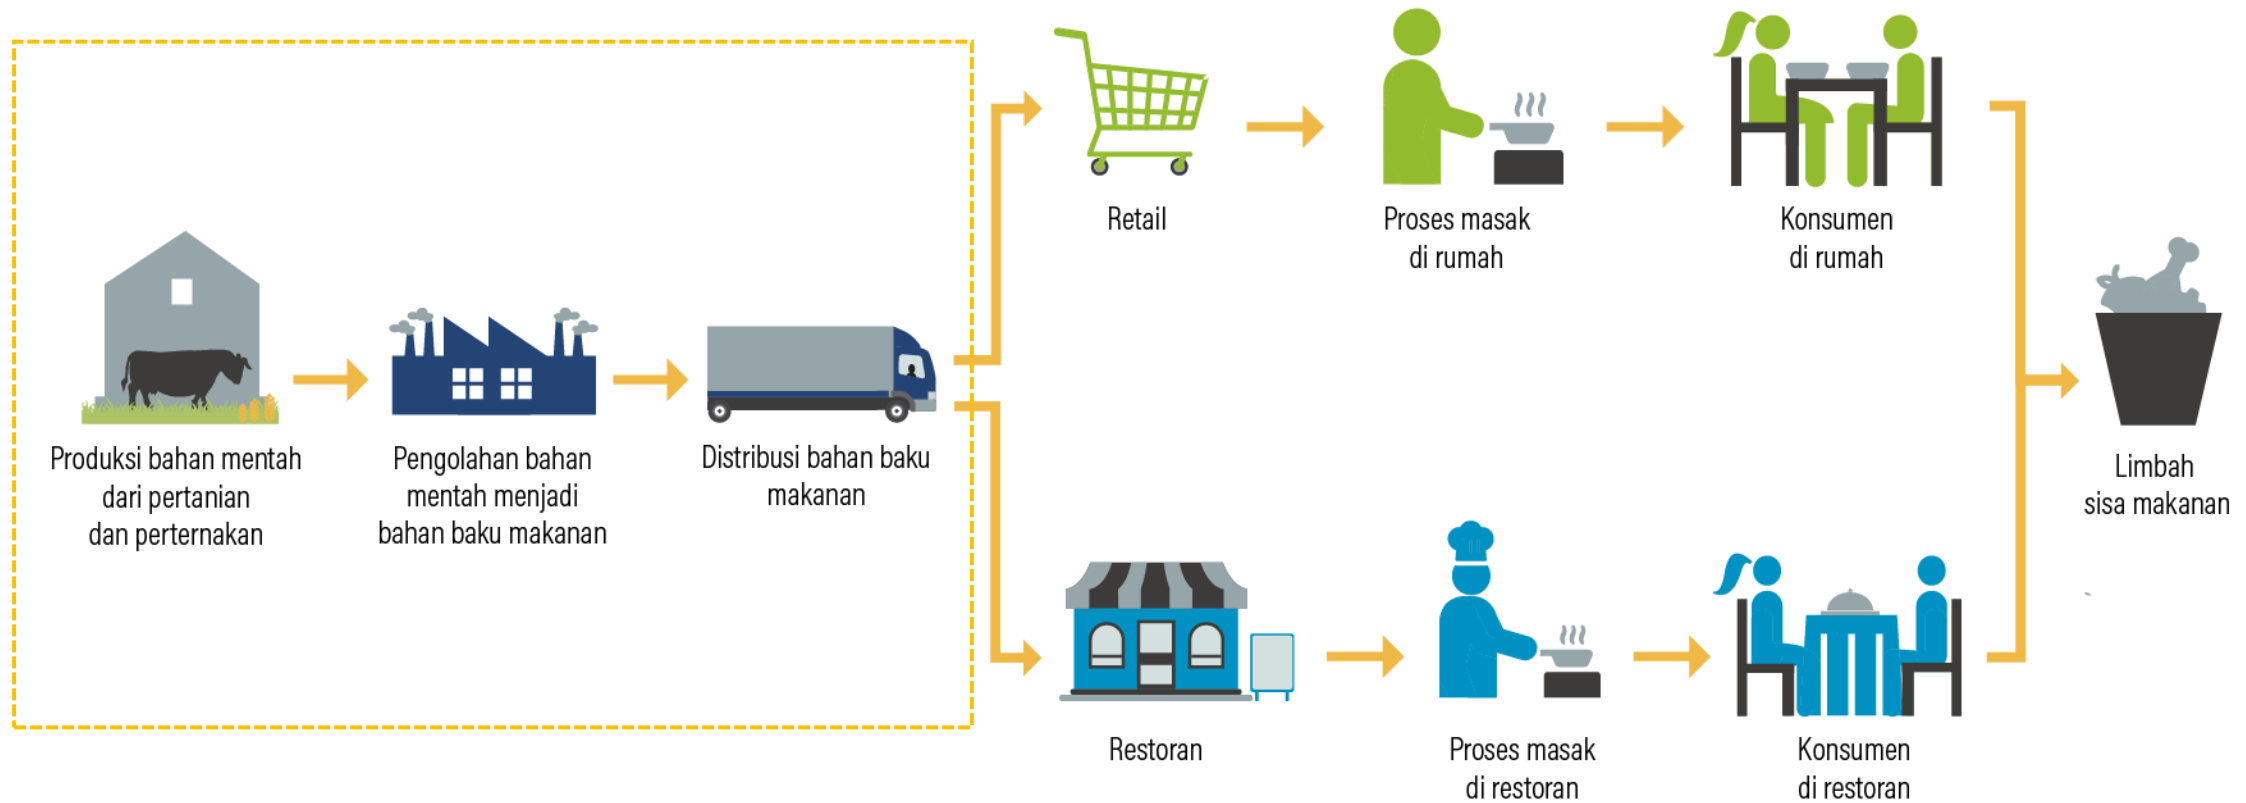 Produksi bahan mentah
dari pertanian
dan perternakan
Pengolahan bahan
mentah menjadi
bahan baku makanan
Distribusi bahan baku
makanan
Retail
Proses masak
di rumah
Konsumen
di rumah
Restoran
Proses masak
di restoran
Konsumen
di restoran
Limbah
sisa makanan